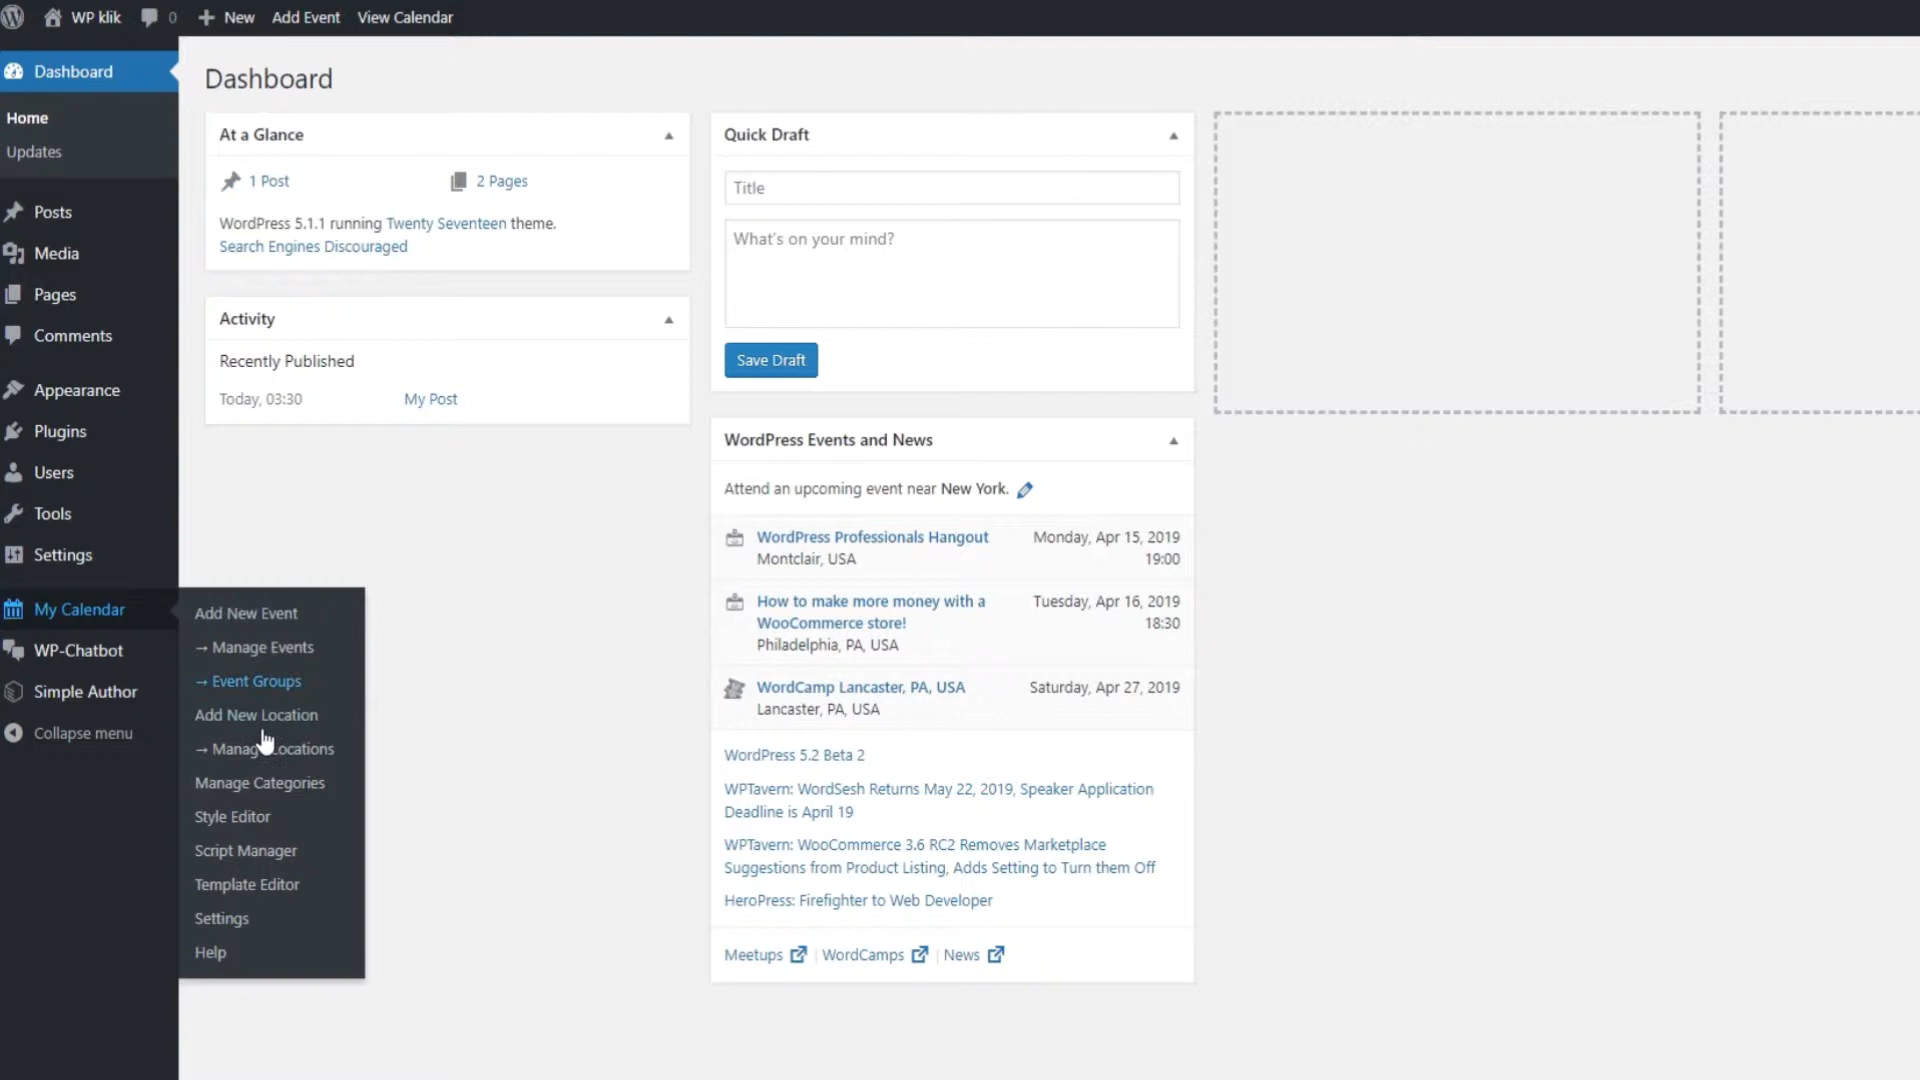 WP klik 0 New Add Event View Calendar
Dashboard
Home
Updates
Posts
Media
Pages
Comments
Appearance
Plugins
Users
Tools
Settings
My Calendar
WP-Chatbot
Simple Author
Collapse menu
Add New Event
→ Manage Events
→ Event Groups
Add New Location
→ Manage Locations
Manage Categories
Style Editor
Script Manager
Template Editor
Settings
Help
Dashboard
At a Glance
1 Post 2 Pages
WordPress 5.1.1 running Twenty Seventeen theme.
Search Engines Discouraged
Activity
Recently Published
Today, 03:30 My Post
Quick Draft
Title
What's on your mind?
Save Draft
WordPress Events and News
Attend an upcoming event near New York.
WordPress Professionals Hangout Monday, Apr 15, 2019
Montclair, USA 19:00
How to make more money with a Tuesday, Apr 16, 2019
WooCommerce store! 18:30
Philadelphia, PA, USA
WordCamp Lancaster, PA, USA Saturday, Apr 27, 2019
Lancaster, PA, USA
WordPress 5.2 Beta 2
WPTavern: WordSesh Returns May 22, 2019, Speaker Application
Deadline is April 19
WPTavern: WooCommerce 3.6 RC2 Removes Marketplace
Suggestions from Product Listing, Adds Setting to Turn them Off
HeroPress: Firefighter to Web Developer
Meetups | WordCamps | News